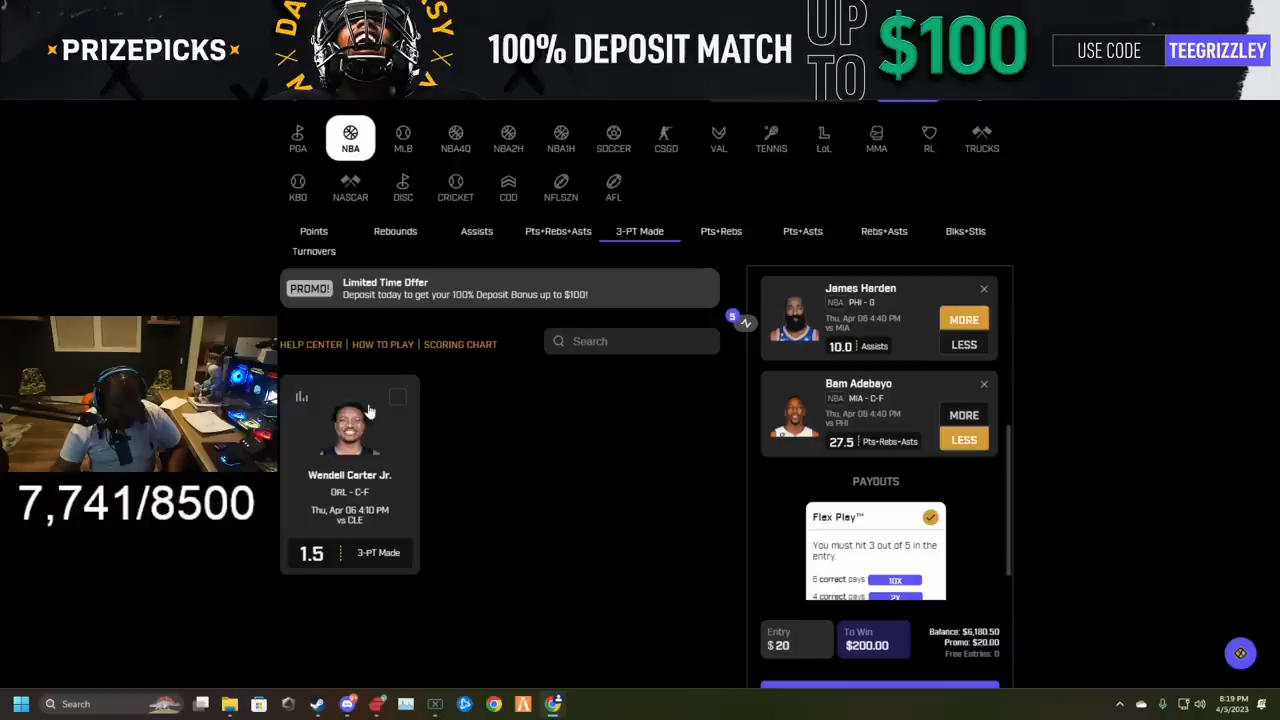 PRIZEPICKS
DA
SY
100% DEPOSIT MATCH
UP
TO
$100
USE CODE
TEEGRIZZLEY
PGA
NBA
MLB
NBA4Q
NBA2H
NBA1H
SOCCER
CSGO
VAL
TENNIS
LoL
MMA
RL
TRUCKS
KBO
NASCAR
DISC
CRICKET
COD
NFLSZN
AFL
Points
Rebounds
Assists
Pts+Rebs+Asts
3-PT Made
Pts+Rebs
Pts+Asts
Rebs+Asts
Blks+Stls
Turnovers
PROMO!
Limited Time Offer
Deposit today to get your 100% Deposit Bonus up to $100!
HELP CENTER | HOW TO PLAY | SCORING CHART
Search
Wendell Carter Jr.
ORL - C-F
Thu, Apr 06 4:10 PM
vs CLE
1.5
3-PT Made
5
James Harden
NBA PHI - G
Thu, Apr 06 4:40 PM
vs MIA
10.0 Assists
MORE
LESS
Bam Adebayo
NBA MIA - C-F
Thu, Apr 06 4:40 PM
vs PHI
27.5 Pts+Rebs+Asts
MORE
LESS
PAYOUTS
Flex Play™
You must hit 3 out of 5 in the
entry.
5 correct pays 10X
4 correct pays 2X
Entry
$ 20
To Win
$200.00
Balance: $6,180.50
Promo: $20.00
Free Entries: 0
7,741/8500
Search
8:19 PM
4/5/2023